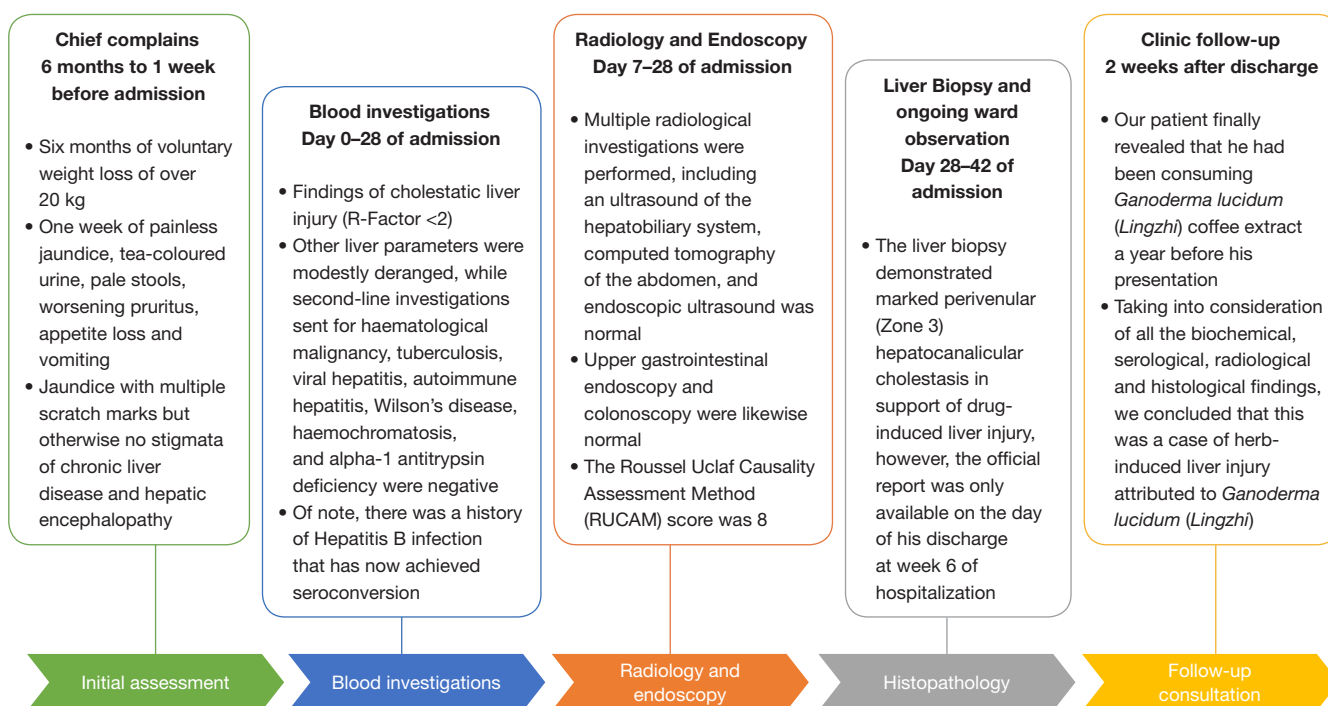 Chief complains
6 months to 1 week
before admission
• Six months of voluntary
weight loss of over
20 kg
• One week of painless
jaundice, tea-coloured
urine, pale stools,
worsening pruritus,
appetite loss and
vomiting
• Jaundice with multiple
scratch marks but
otherwise no stigmata
of chronic liver
disease and hepatic
encephalopathy
Blood investigations
Day 0–28 of admission
• Findings of cholestatic liver
injury (R-Factor <2)
• Other liver parameters were
modestly deranged, while
second-line investigations
sent for haematological
malignancy, tuberculosis,
viral hepatitis, autoimmune
hepatitis, Wilson’s disease,
haemochromatosis,
and alpha-1 antitrypsin
deficiency were negative
• Of note, there was a history
of Hepatitis B infection
that has now achieved
seroconversion
Radiology and Endoscopy
Day 7–28 of admission
• Multiple radiological
investigations were
performed, including
an ultrasound of the
hepatobiliary system,
computed tomography
of the abdomen, and
endoscopic ultrasound was
normal
• Upper gastrointestinal
endoscopy and
colonoscopy were likewise
normal
• The Roussel Uclaf Causality
Assessment Method
(RUCAM) score was 8
Liver Biopsy and
ongoing ward
observation
Day 28–42 of
admission
• The liver biopsy
demonstrated
marked perivenular
(Zone 3)
hepatocanalicular
cholestasis in
support of drug-
induced liver injury,
however, the official
report was only
available on the day
of his discharge
at week 6 of
hospitalization
Clinic follow-up
2 weeks after discharge
• Our patient finally
revealed that he had
been consuming
Ganoderma lucidum
(Lingzhi) coffee extract
a year before his
presentation
• Taking into consideration
of all the biochemical,
serological, radiological
and histological findings,
we concluded that this
was a case of herb-
induced liver injury
attributed to Ganoderma
lucidum (Lingzhi)
Initial assessment
Blood investigations
Radiology and
endoscopy
Histopathology
Follow-up
consultation